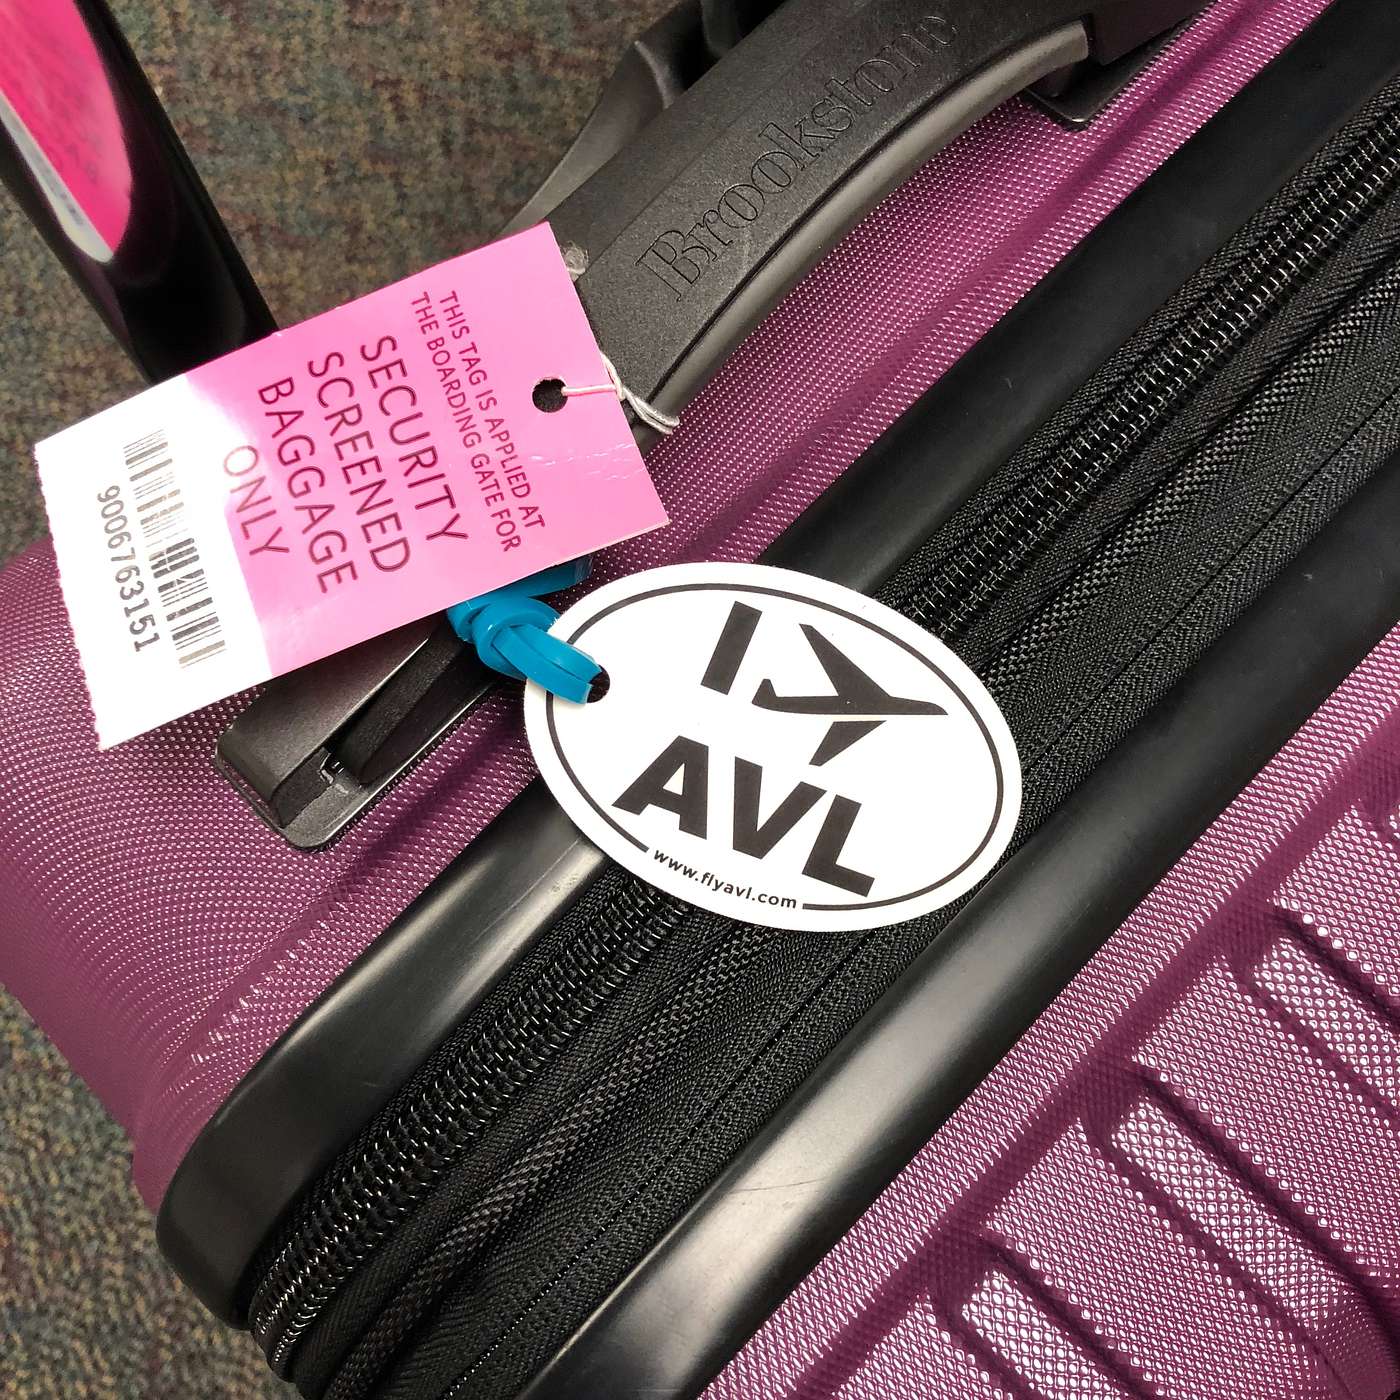 Brookstone
THIS TAG IS APPLIED AT
THE BOARDING GATE FOR
SECURITY
SCREENED
BAGGAGE
ONLY
9006763151
I
AVL
www.flyavl.com